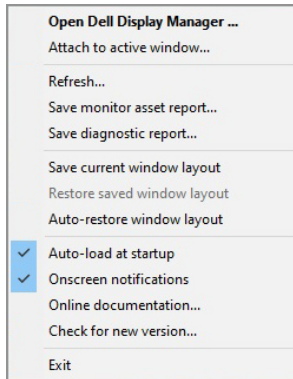 Open Dell Display Manager ...
Attach to active window...
Refresh...
Save monitor asset report...
Save diagnostic report...
Save current window layout
Restore saved window layout
Auto-restore window layout
Auto-load at startup
Onscreen notifications
Online documentation...
Check for new version...
Exit